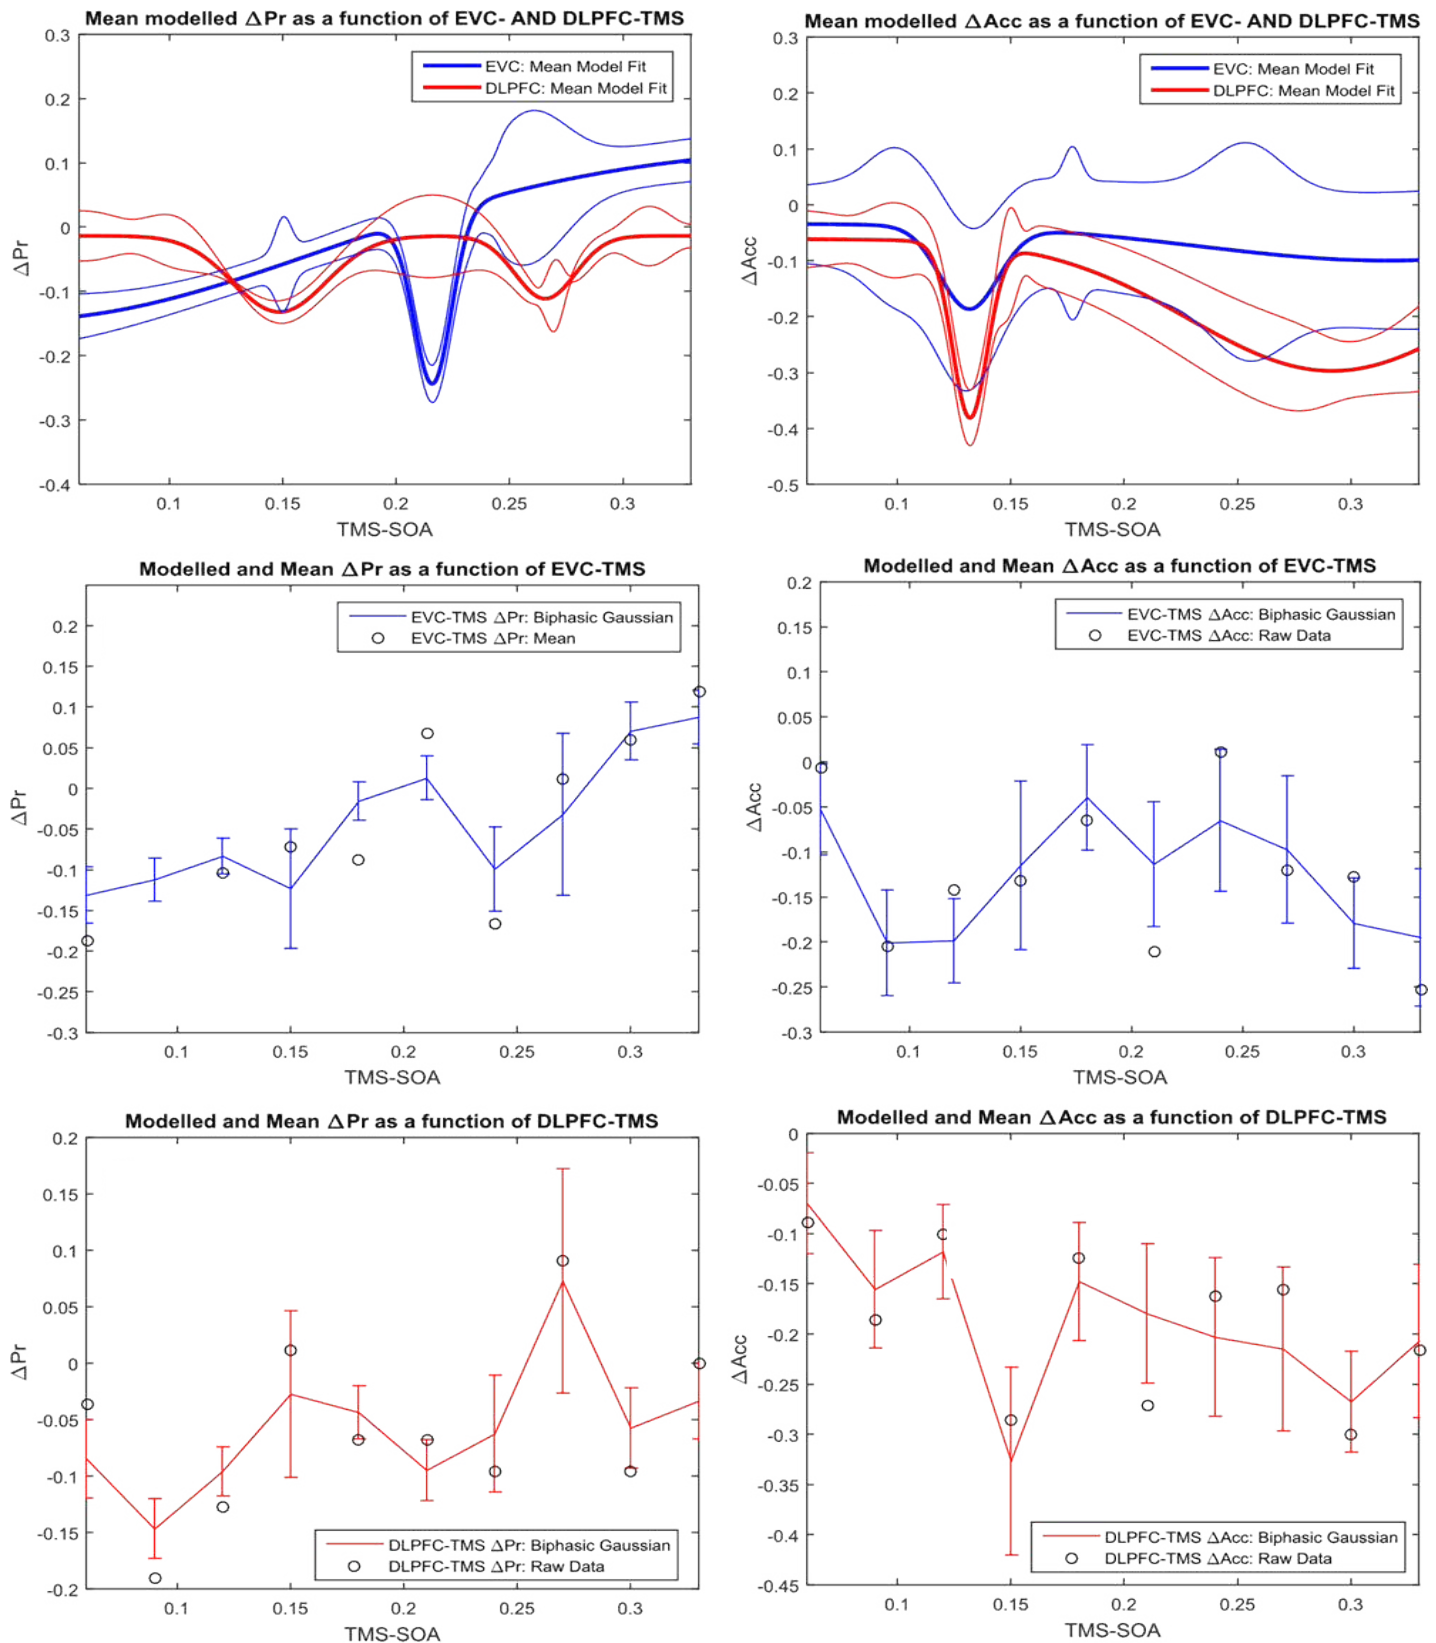 Mean modelled ΔPr as a function of EVC- AND DLPFC-TMS
0.3
0.2
0.1
0
-0.1
-0.2
-0.3
-0.4
ΔPr
EVC: Mean Model Fit
DLPFC: Mean Model Fit
0.1 0.15 0.2 0.25 0.3
TMS-SOA
Mean modelled ΔAcc as a function of EVC- AND DLPFC-TMS
0.3
0.2
0.1
0
-0.1
-0.2
-0.3
-0.4
-0.5
ΔAcc
EVC: Mean Model Fit
DLPFC: Mean Model Fit
0.1 0.15 0.2 0.25 0.3
TMS-SOA
Modelled and Mean ΔPr as a function of EVC-TMS
0.2
0.15
0.1
0.05
0
-0.05
-0.1
-0.15
-0.2
-0.25
-0.3
ΔPr
EVC-TMS ΔPr: Biphasic Gaussian
EVC-TMS ΔPr: Mean
0.1 0.15 0.2 0.25 0.3
TMS-SOA
Modelled and Mean ΔAcc as a function of EVC-TMS
0.2
0.15
0.1
0.05
0
-0.05
-0.1
-0.15
-0.2
-0.25
-0.3
ΔAcc
EVC-TMS ΔAcc: Biphasic Gaussian
EVC-TMS ΔAcc: Raw Data
0.1 0.15 0.2 0.25 0.3
TMS-SOA
Modelled and Mean ΔPr as a function of DLPFC-TMS
0.2
0.15
0.1
0.05
0
-0.05
-0.1
-0.15
-0.2
ΔPr
DLPFC-TMS ΔPr: Biphasic Gaussian
DLPFC-TMS ΔPr: Raw Data
0.1 0.15 0.2 0.25 0.3
TMS-SOA
Modelled and Mean ΔAcc as a function of DLPFC-TMS
0
-0.05
-0.1
-0.15
-0.2
-0.25
-0.3
-0.35
-0.4
-0.45
ΔAcc
DLPFC-TMS ΔAcc: Biphasic Gaussian
DLPFC-TMS ΔAcc: Raw Data
0.1 0.15 0.2 0.25 0.3
TMS-SOA